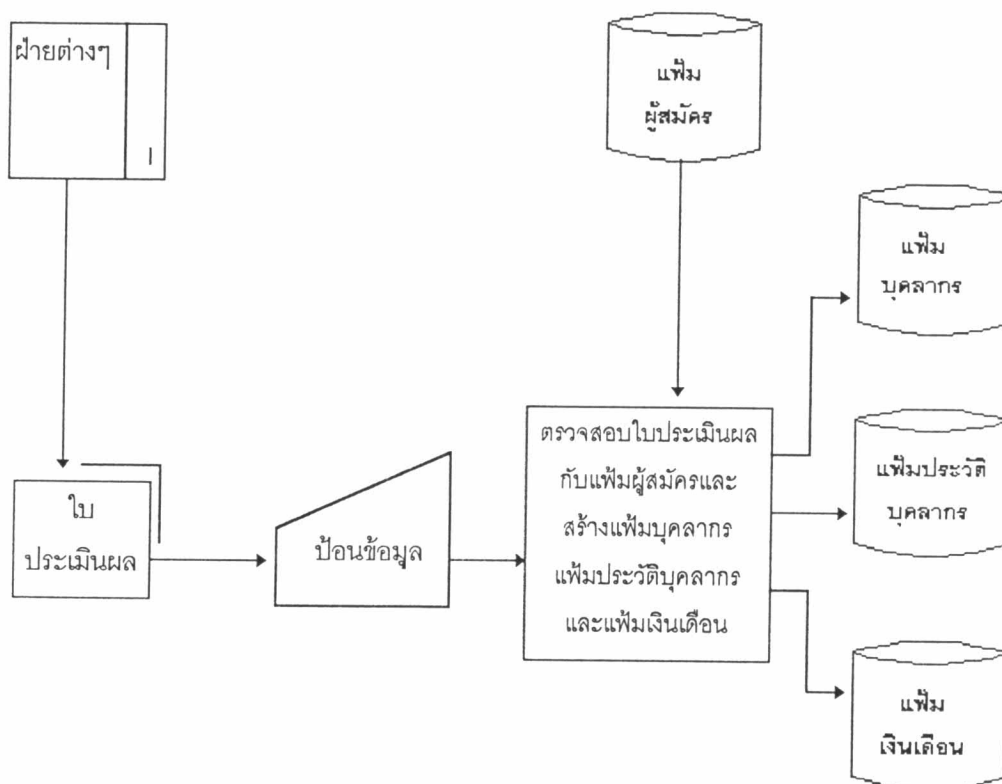 ฝ่ายต่างๆ
1
แฟ้ม
ผู้สมัคร
แฟ้ม
บุคลากร
ใบ
ประเมินผล
ป้อนข้อมูล
ตรวจสอบใบประเมินผล
กับแฟ้มผู้สมัครและ
สร้างแฟ้มบุคลากร
แฟ้มประวัติบุคลากร
และแฟ้มเงินเดือน
แฟ้มประวัติ
บุคลากร
แฟ้ม
เงินเดือน